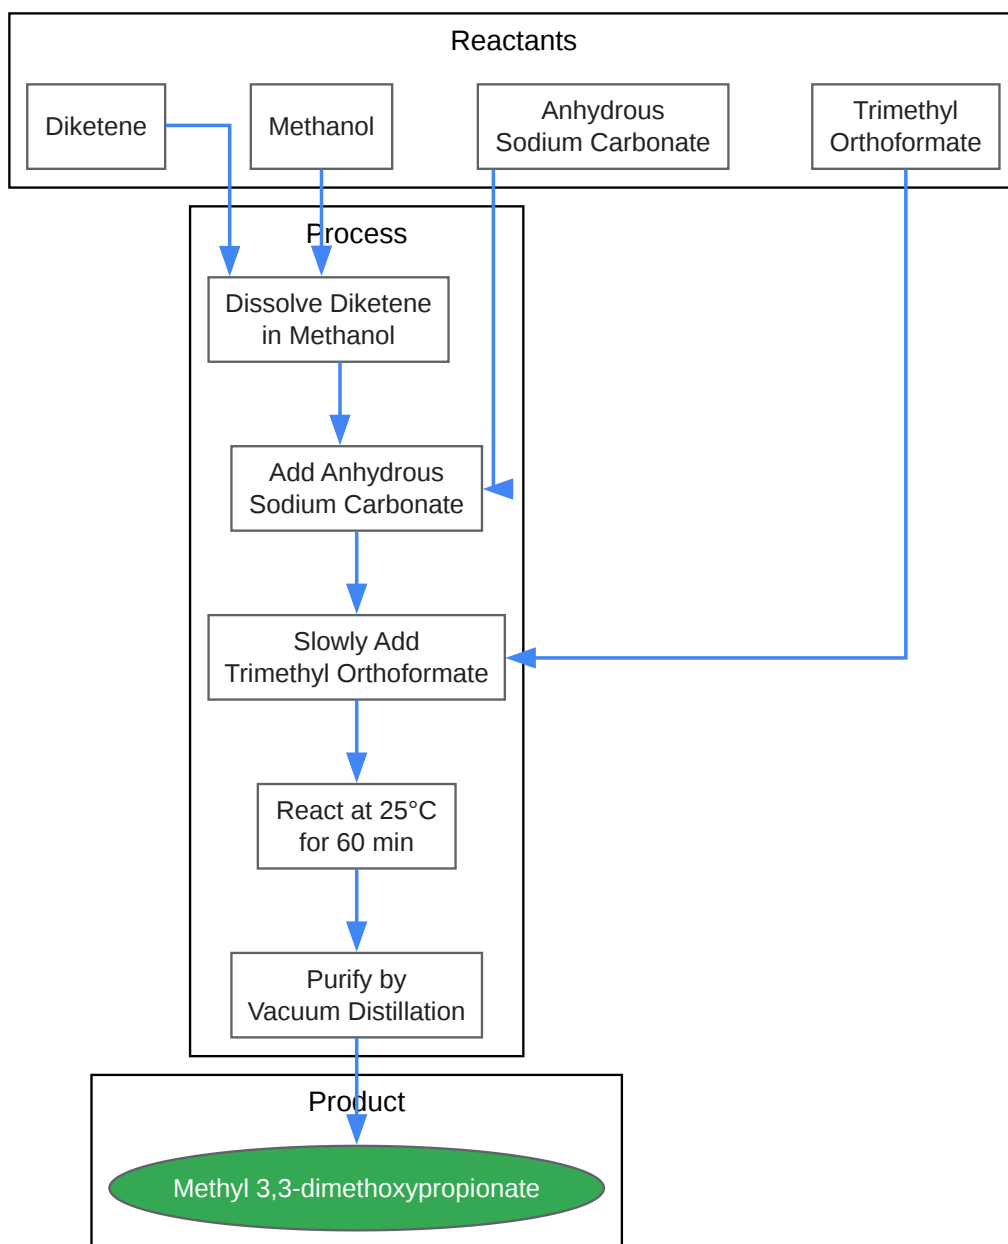 Reactants
Diketene
Methanol
Anhydrous
Sodium Carbonate
Trimethyl
Orthoformate
Process
Dissolve Diketene
in Methanol
Add Anhydrous
Sodium Carbonate
Slowly Add
Trimethyl Orthoformate
React at 25°C
for 60 min
Purify by
Vacuum Distillation
Product
Methyl 3,3-dimethoxypropionate